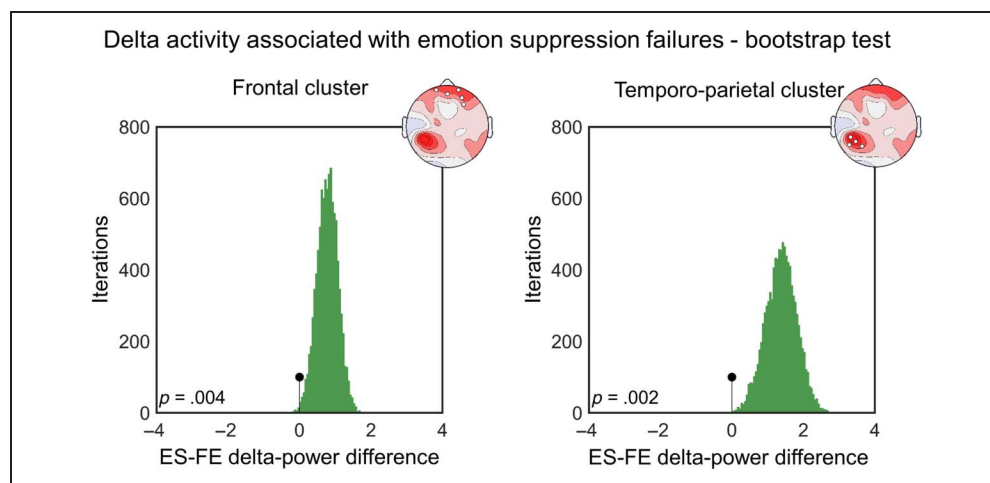 Delta activity associated with emotion suppression failures - bootstrap test
Frontal cluster
800
600
400
200
0
Iterations
p = .004
−4
−2
0
2
4
ES-FE delta-power difference
Temporo-parietal cluster
800
600
400
200
0
Iterations
p = .002
−4
−2
0
2
4
ES-FE delta-power difference